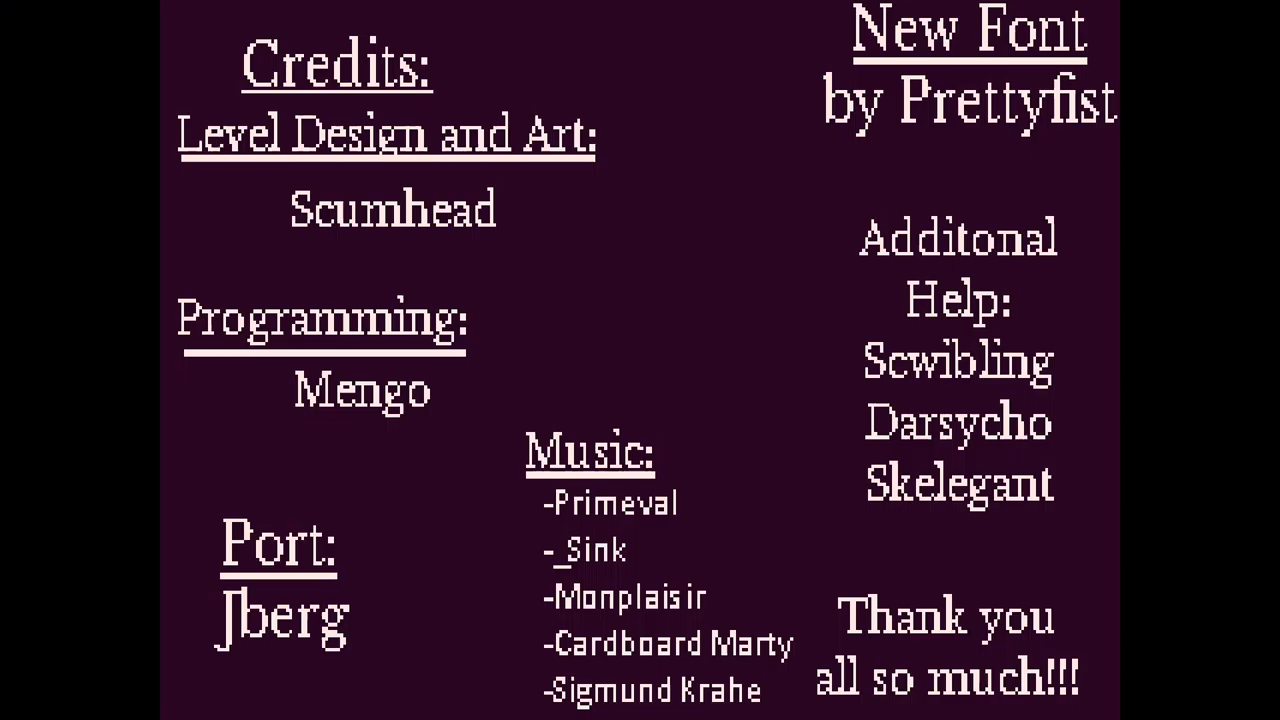 Credits:
Level Design and Art:
Scumhead
Programming:
Mengo
Port:
Jberg
Music:
-Primeval
-_Sink
-Monplaisir
-Cardboard Marty
-Sigmund Krahe
New Font
by Prettyfist
Additonal
Help:
Scwibling
Darsycho
Skelegant
Thank you
all so much!!!